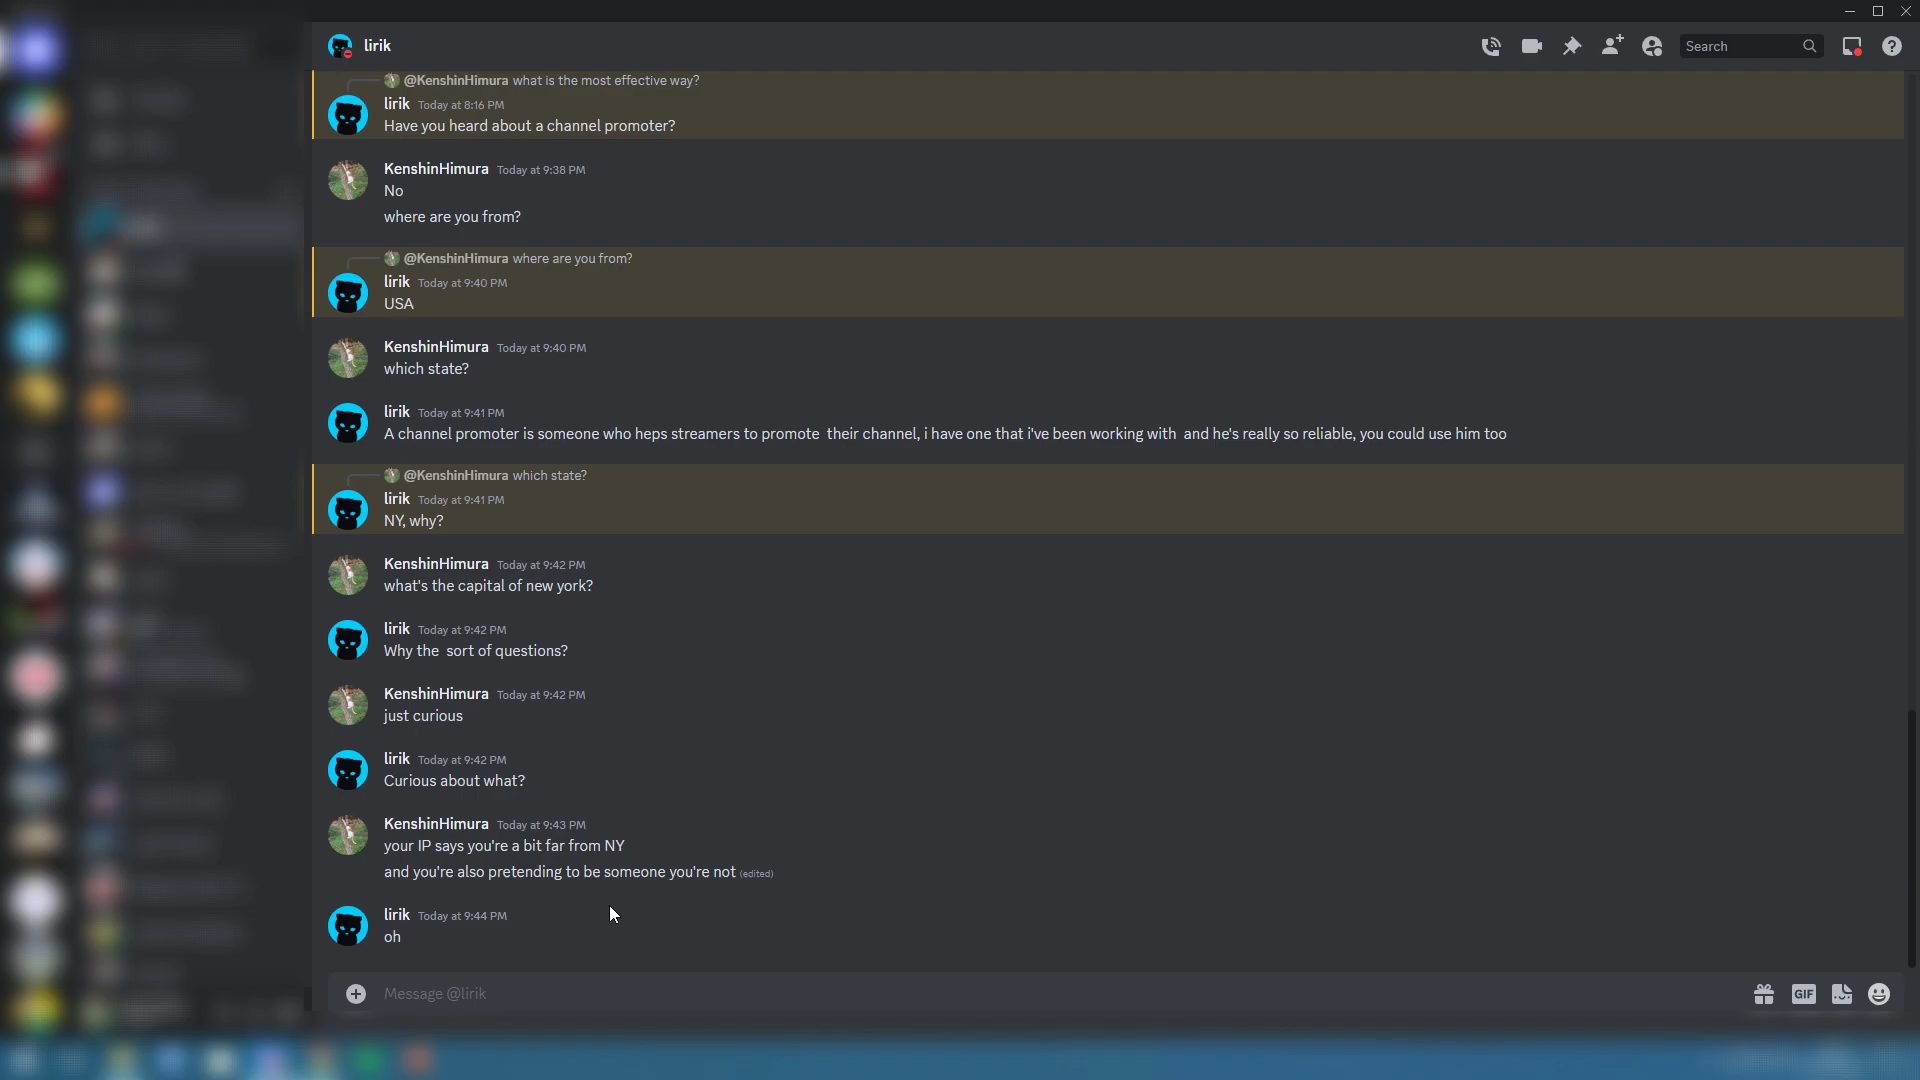 lirik
Search
@KenshinHimura what is the most effective way?
lirik Today at 8:16 PM
Have you heard about a channel promoter?
KenshinHimura Today at 9:38 PM
No
where are you from?
@KenshinHimura where are you from?
lirik Today at 9:40 PM
USA
KenshinHimura Today at 9:40 PM
which state?
lirik Today at 9:41 PM
A channel promoter is someone who heps streamers to promote  their channel, i have one that i've been working with  and he's really so reliable, you could use him too
@KenshinHimura which state?
lirik Today at 9:41 PM
NY, why?
KenshinHimura Today at 9:42 PM
what's the capital of new york?
lirik Today at 9:42 PM
Why the  sort of questions?
KenshinHimura Today at 9:42 PM
just curious
lirik Today at 9:42 PM
Curious about what?
KenshinHimura Today at 9:43 PM
your IP says you're a bit far from NY
and you're also pretending to be someone you're not (edited)
lirik Today at 9:44 PM
oh
Message @lirik
GIF